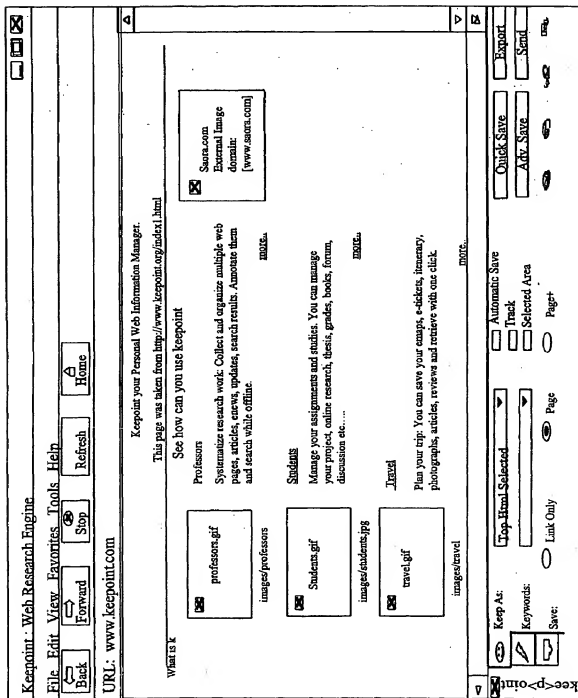 Keepoint : Web Research Engine
File Edit View Favorites Tools Help
Back Forward Stop Refresh Home
URL: www.keepoint.com
Keepoint your Personal Web Information Manager.
This page was taken from http://www.keepoint.org/index1.html
What is k
See how can you use keepoint
professors.gif
images/professors
Professors
Systematize research work: Collect and organize multiple web
pages, articles, enews, updates, search results. Annotate them
and search while offline.
more...
Saora.com
External Image
domain:
[www.saora.com]
Students.gif
images/students.jpg
Students
Manage your assignments and studies. You can manage
your project, online research, thesis, grades, books, forum,
discussion etc.....
more...
travel.gif
images/travel
Travel
Plan your trip: You can save your emaps, e-tickets, itenerary,
photographs, articles, reviews and retrieve with one click.
more...
kee<p>oint
Keep As: Top Html Selected
Keywords:
Save: Link Only Page Page+
Automatic Save
Track
Selected Area
Quick Save Export
Adv. Save Send